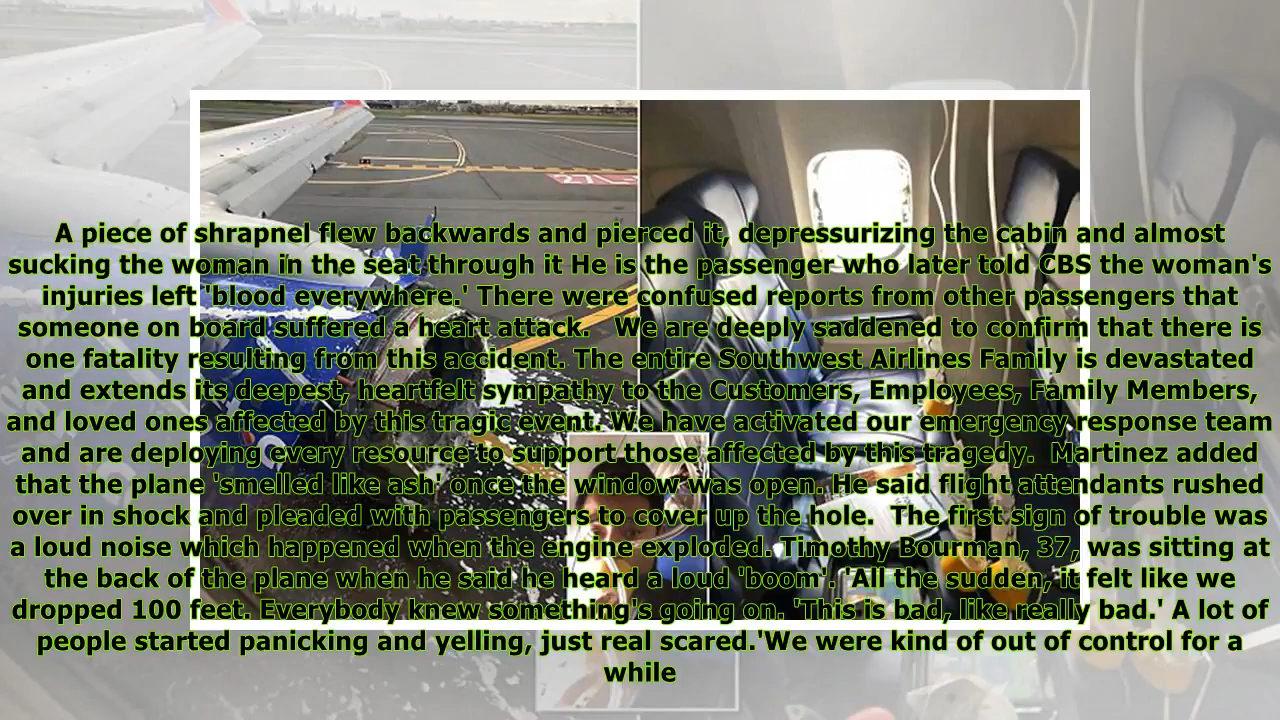 27L
A piece of shrapnel flew backwards and pierced it, depressurizing the cabin and almost
sucking the woman in the seat through it He is the passenger who later told CBS the woman's
injuries left 'blood everywhere.' There were confused reports from other passengers that
someone on board suffered a heart attack.   We are deeply saddened to confirm that there is
one fatality resulting from this accident. The entire Southwest Airlines Family is devastated
and extends its deepest, heartfelt sympathy to the Customers, Employees, Family Members,
and loved ones affected by this tragic event. We have activated our emergency response team
and are deploying every resource to support those affected by this tragedy.  Martinez added
that the plane 'smelled like ash' once the window was open. He said flight attendants rushed
over in shock and pleaded with passengers to cover up the hole.  The first sign of trouble was
a loud noise which happened when the engine exploded. Timothy Bourman, 37, was sitting at
the back of the plane when he said he heard a loud 'boom'. 'All the sudden, it felt like we
dropped 100 feet. Everybody knew something's going on. 'This is bad, like really bad.' A lot of
people started panicking and yelling, just real scared.'We were kind of out of control for a
while